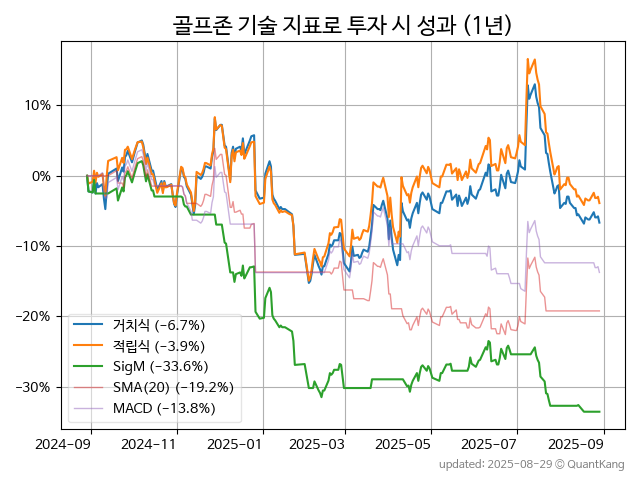 골프존 기술 지표로 투자 시 성과 (1년)
10%
0%
−10%
−20%
−30%
거치식 (−6.7%)
적립식 (−3.9%)
SigM (−33.6%)
SMA(20) (−19.2%)
MACD (−13.8%)
2024-09
2024-11
2025-01
2025-03
2025-05
2025-07
2025-09
updated: 2025-08-29 © QuantKang